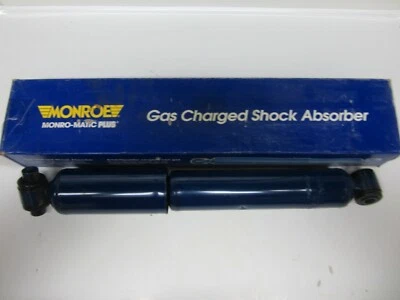 MONROE
MONRO-MATIC PLUS
Gas Charged Shock Absorber